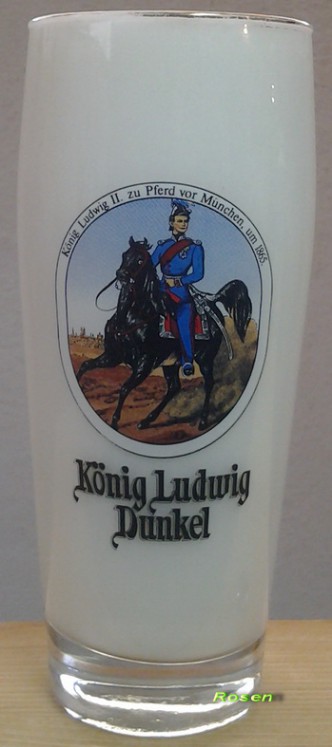 König Ludwig II. zu Pferd vor München, um 1865
König Ludwig
Dunkel
Rosen